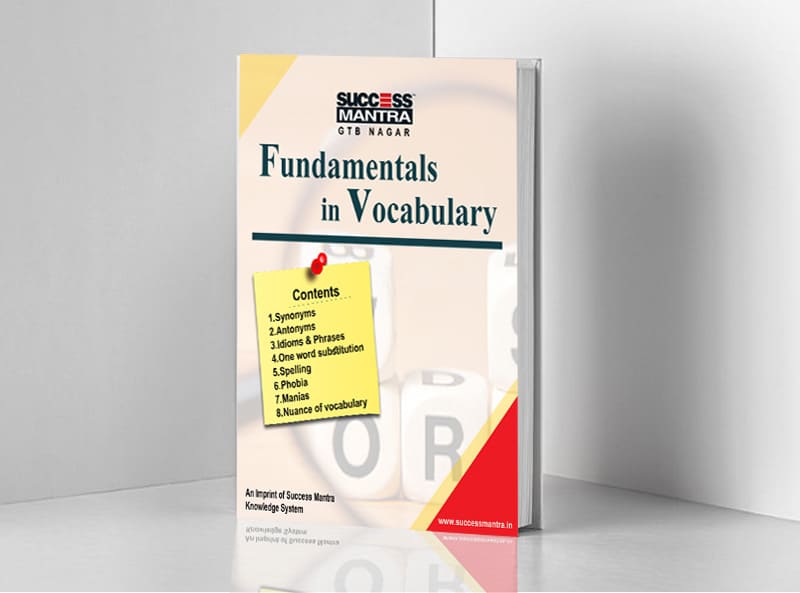 SUCCESS™
MANTRA
GTB NAGAR
Fundamentals
in Vocabulary
Contents
1.Synonyms
2.Antonyms
3.Idioms & Phrases
4.One word substitution
5.Spelling
6.Phobia
7.Manias
8.Nuance of vocabulary
O R
An Imprint of Success Mantra
Knowledge System
www.successmantra.in